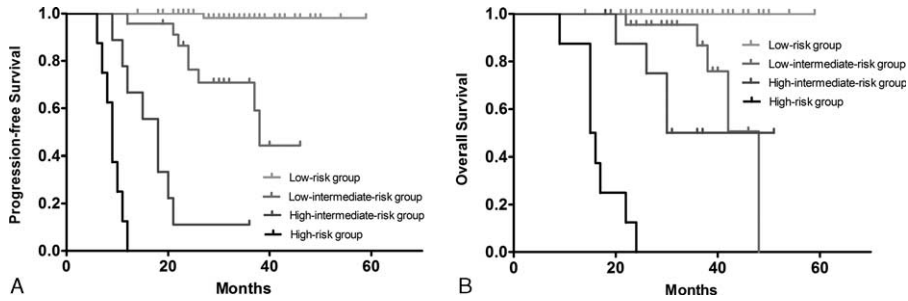 Progression-free Survival
1.0
0.8
0.6
0.4
0.2
0.0
0
20
40
60
Months
Low-risk group
Low-intermediate-risk group
High-intermediate-risk group
High-risk group
A
Overall Survival
1.0
0.8
0.6
0.4
0.2
0.0
0
20
40
60
Months
Low-risk group
Low-intermediate-risk group
High-intermediate-risk group
High-risk group
B